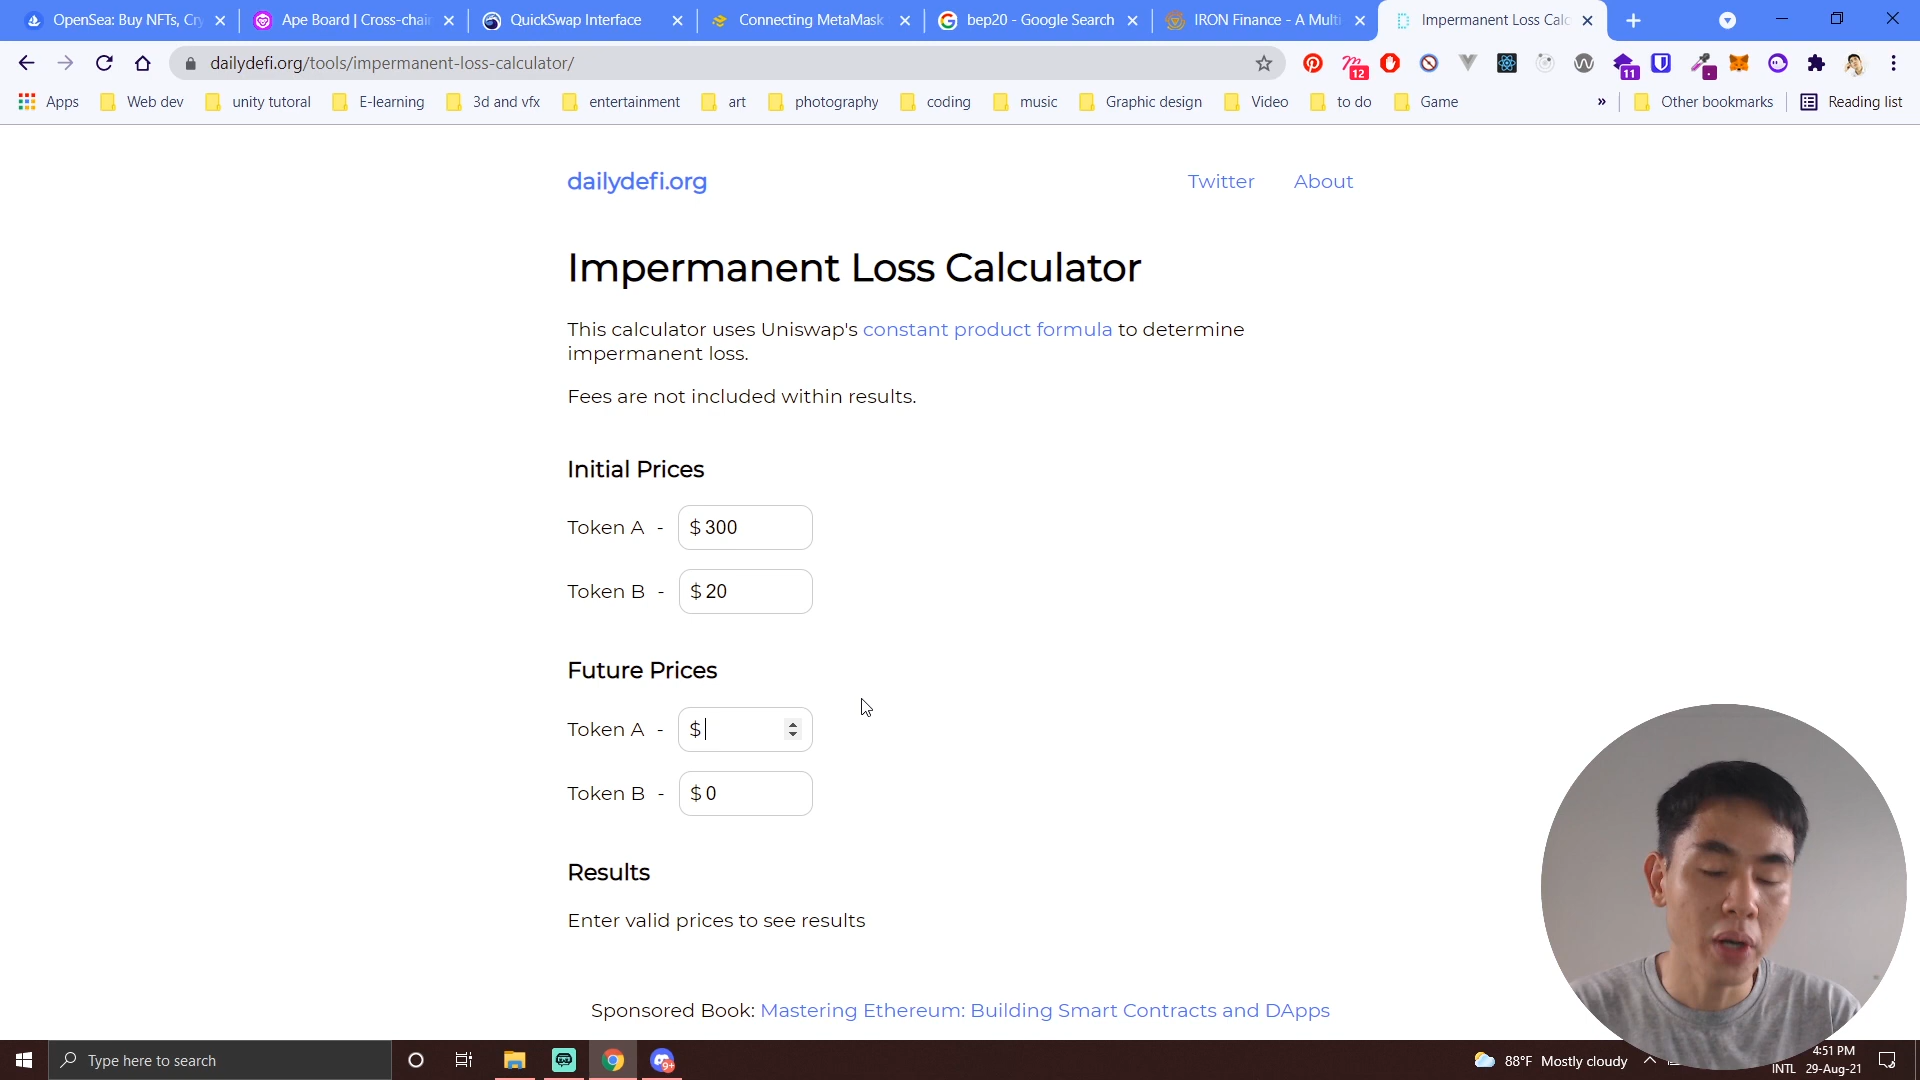 OpenSea: Buy NFTs, Cry
Ape Board | Cross-chain
QuickSwap Interface
Connecting MetaMask
bep20 - Google Search
IRON Finance - A Multi
Impermanent Loss Calc
dailydefi.org/tools/impermanent-loss-calculator/
12
11
Apps
Web dev
unity tutoral
E-learning
3d and vfx
entertainment
art
photography
coding
music
Graphic design
Video
to do
Game
»
Other bookmarks
Reading list
dailydefi.org
Twitter
About
Impermanent Loss Calculator
This calculator uses Uniswap's constant product formula to determine
impermanent loss.
Fees are not included within results.
Initial Prices
Token A - $ 300
Token B - $ 20
Future Prices
Token A - $
Token B - $ 0
Results
Enter valid prices to see results
Sponsored Book: Mastering Ethereum: Building Smart Contracts and DApps
Type here to search
9+
88°F Mostly cloudy
INTL
4:51 PM
29-Aug-21